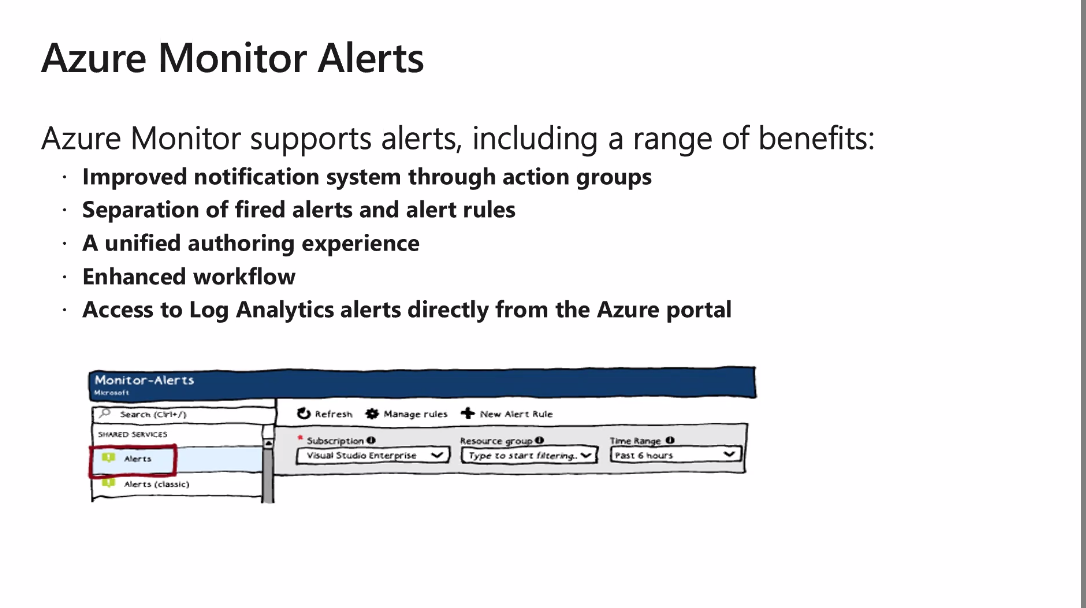 Azure Monitor Alerts
Azure Monitor supports alerts, including a range of benefits:
· Improved notification system through action groups
· Separation of fired alerts and alert rules
· A unified authoring experience
· Enhanced workflow
· Access to Log Analytics alerts directly from the Azure portal
Monitor-Alerts
Microsoft
Search (Ctrl+/)
Refresh Manage rules New Alert Rule
SHARED SERVICES
* Subscription Resource group Time Range
Alerts
Visual Studio Enterprise Type to start filtering.. Past 6 hours
Alerts (classic)